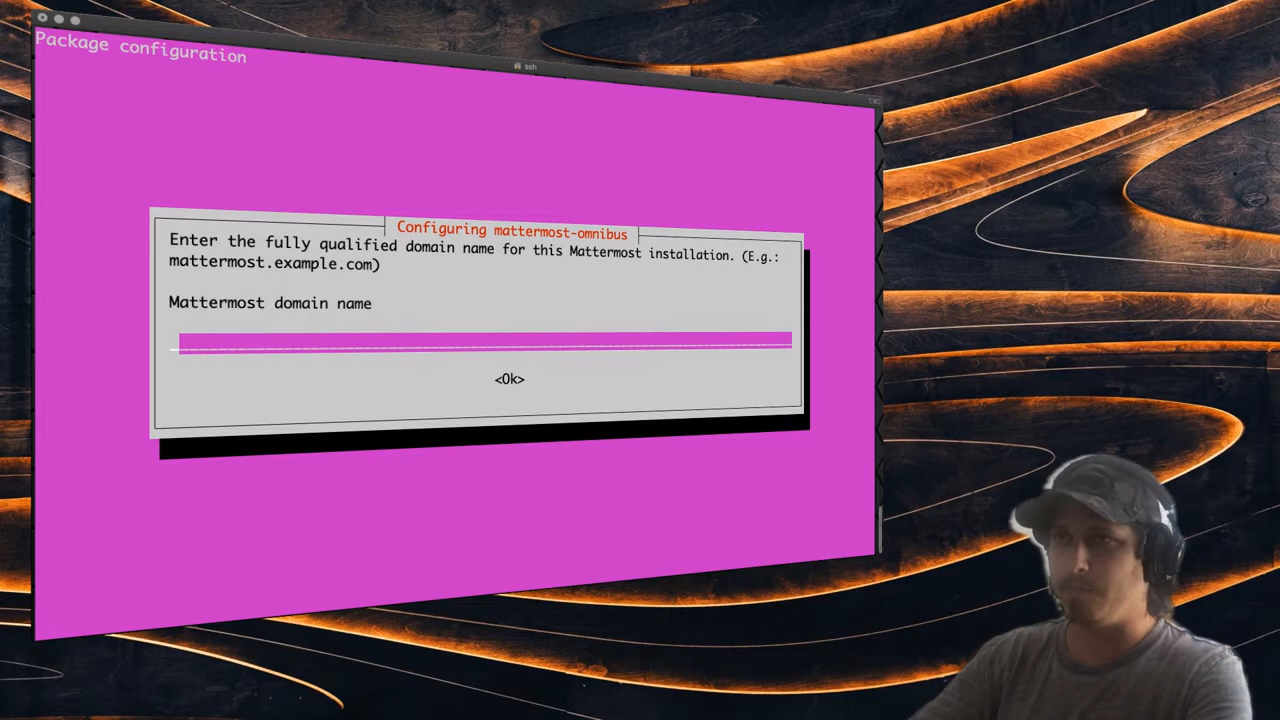 Package configuration
ssh
Configuring mattermost-omnibus
Enter the fully qualified domain name for this Mattermost installation. (E.g.:
mattermost.example.com)
Mattermost domain name
<Ok>